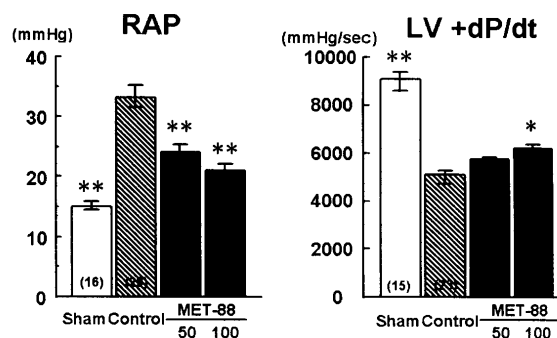 RAP
(mmHg)
40
30
20
10
0
**
**
**
(16)
Sham Control
MET-88
50 100
LV +dP/dt
(mmHg/sec)
10000
8000
6000
4000
2000
0
**
*
(15)
Sham Control
MET-88
50 100